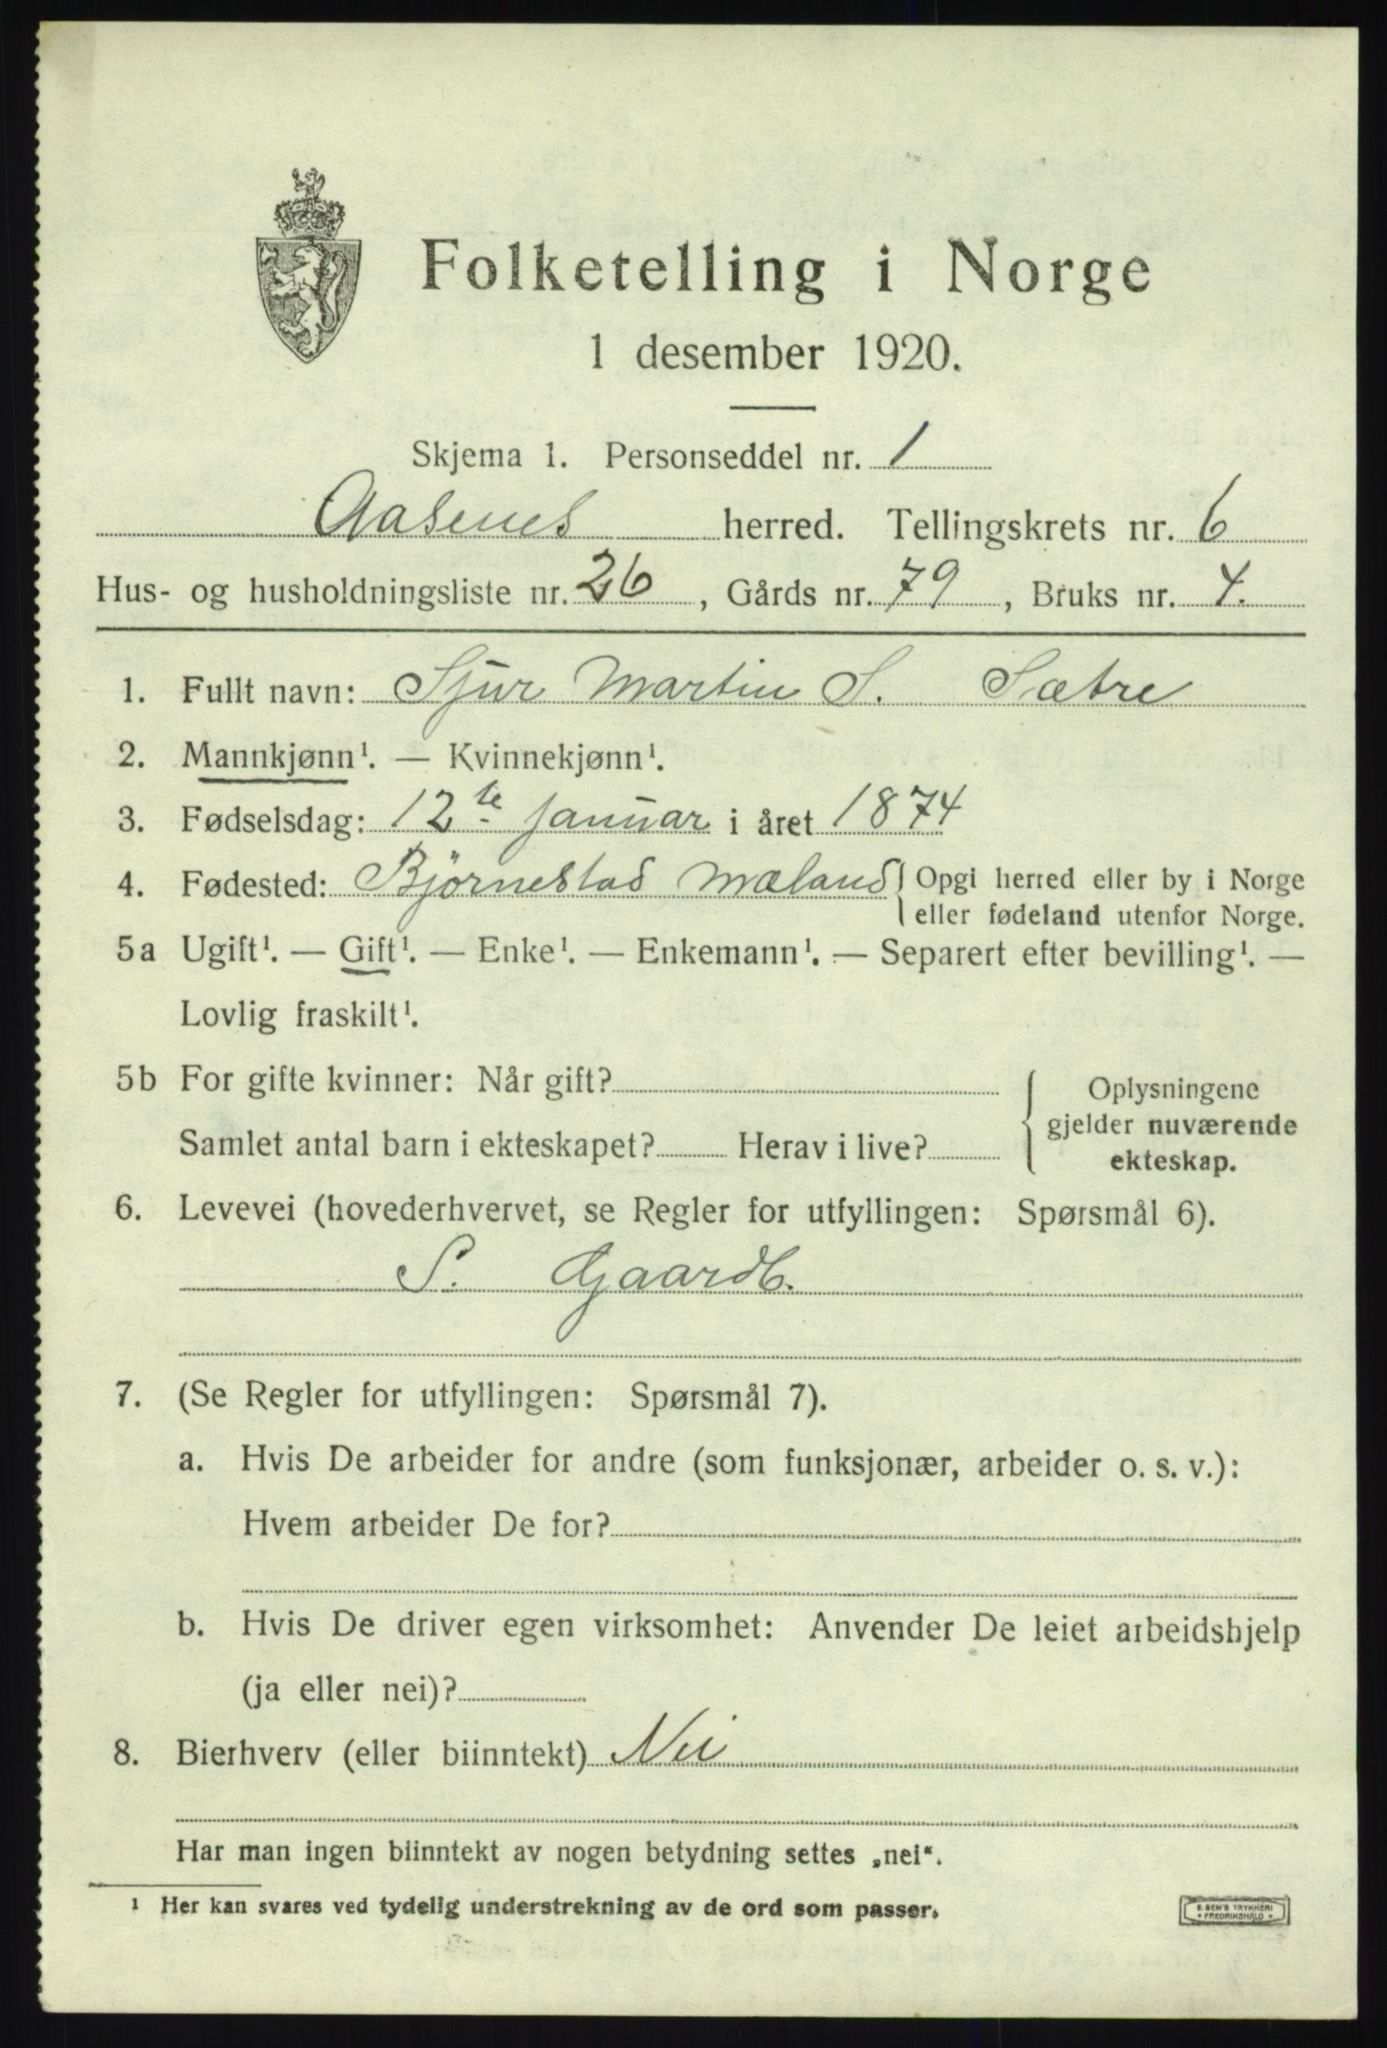 Folketelling i Norge
1 desember 1920.
Skjema 1. Personseddel nr. 1
Aasenes herred. Tellingskrets nr. 6
Hus- og husholdningsliste nr. 26, Gårds nr. 79, Bruks nr. 4.
1. Fullt navn: Sjur Martin S. Sætre
2. Mannkjønn¹. — Kvinnekjønn¹.
3. Fødselsdag: 12te januar i året 1874
4. Fødested: Bjørnestad Mæland { Opgi herred eller by i Norge
eller fødeland utenfor Norge.
5a Ugift¹. — Gift¹. — Enke¹. — Enkemann¹. — Separert efter bevilling¹. —
Lovlig fraskilt¹.
5b For gifte kvinner: Når gift?
Samlet antal barn i ekteskapet? Herav i live?
Oplysningene
gjelder nuværende
ekteskap.
6. Levevei (hovederhvervet, se Regler for utfyllingen: Spørsmål 6).
S. Gaardb.
7. (Se Regler for utfyllingen: Spørsmål 7).
a. Hvis De arbeider for andre (som funksjonær, arbeider o. s. v.):
Hvem arbeider De for?
b. Hvis De driver egen virksomhet: Anvender De leiet arbeidshjelp
(ja eller nei)?
8. Bierhverv (eller biinntekt) Nei
Har man ingen biinntekt av nogen betydning settes „nei“.
¹ Her kan svares ved tydelig understrekning av de ord som passer.
E. SEM'S TRYKKERI
• FREDRIKSHALD •